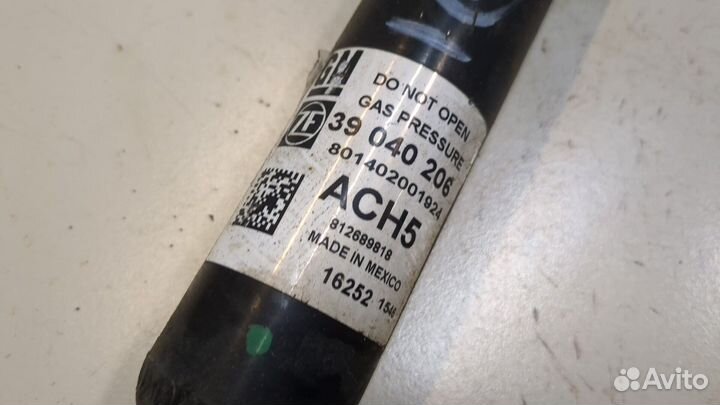 GM
DO NOT OPEN
GAS PRESSURE
ZF
39 040 206
801402001924
ACH5
812689818
MADE IN MEXICO
16252
Avito